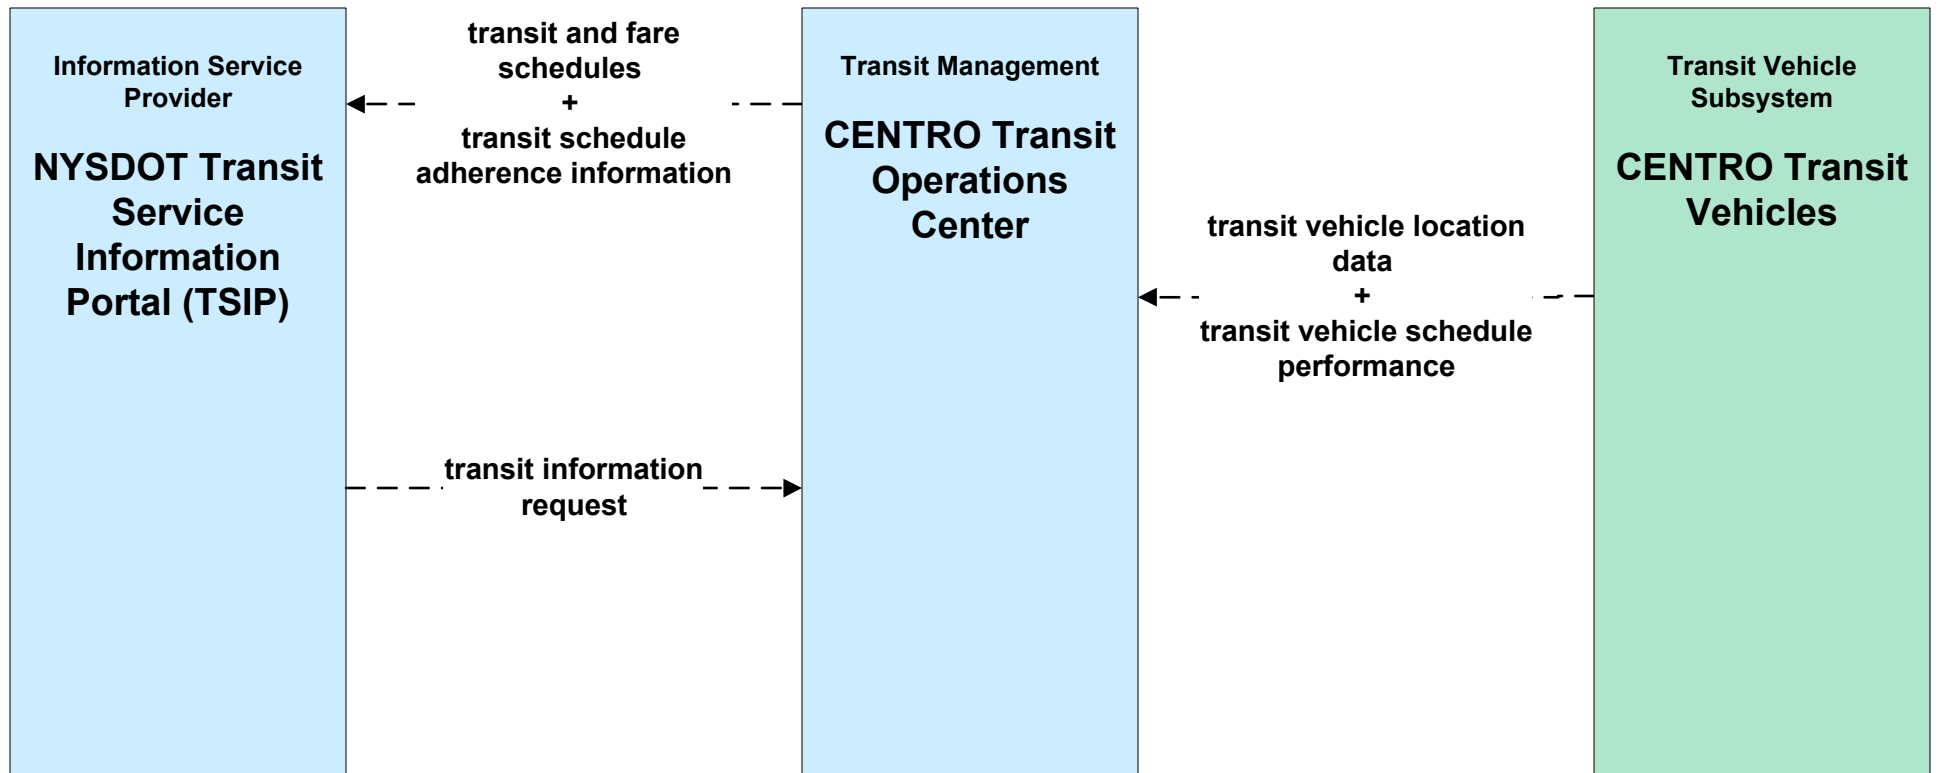 Information Service
Provider
NYSDOT Transit
Service
Information
Portal (TSIP)
transit and fare
schedules
+
transit schedule
adherence information
transit information
request
Transit Management
CENTRO Transit
Operations
Center
transit vehicle location
data
+
transit vehicle schedule
performance
Transit Vehicle
Subsystem
CENTRO Transit
Vehicles